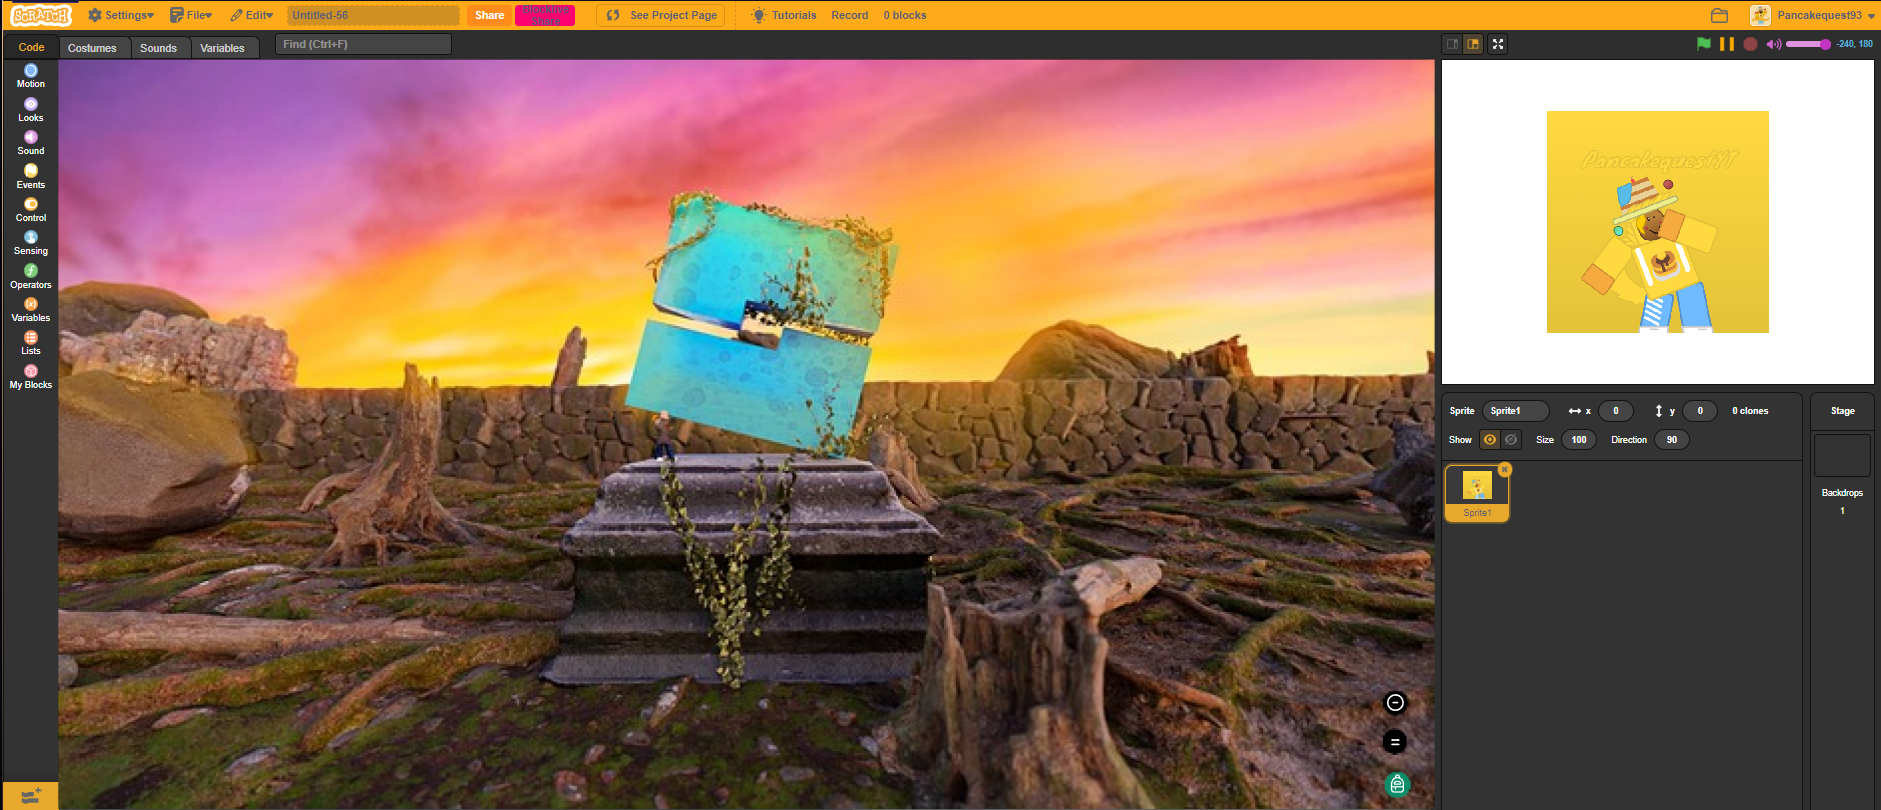 SCRATCH Settings File Edit Untitled-56 Share Blocklive Share See Project Page Tutorials Record 0 blocks Pancakequest93
Code Costumes Sounds Variables Find (Ctrl+F) -240, 180
Motion
Looks
Sound
Events
Control
Sensing
Operators
Variables
Lists
My Blocks
PancakequestYT
Sprite Sprite1 x 0 y 0 0 clones
Show Size 100 Direction 90
Sprite1
Stage
Backdrops
1